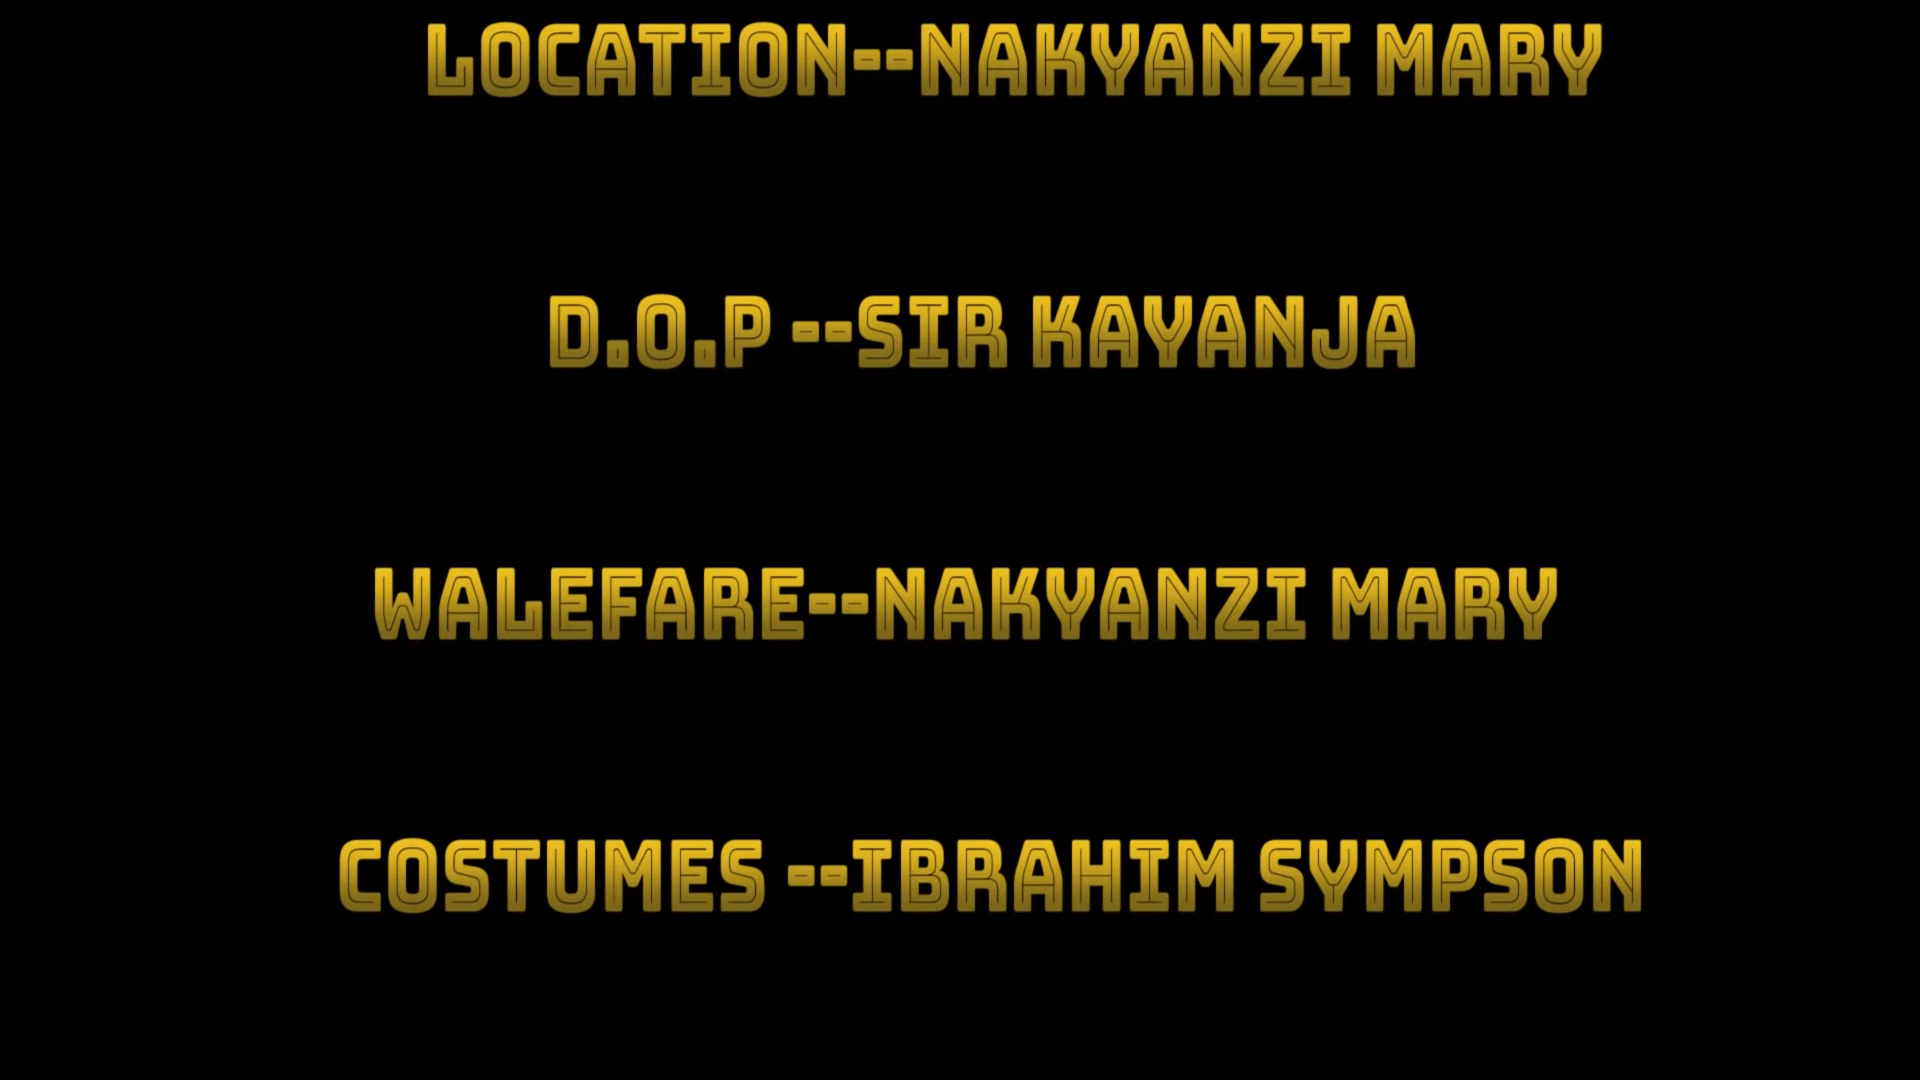 LOCATION--NAKYANZI MARY
D.O.P --SIR KAYANJA
WALEFARE--NAKYANZI MARY
COSTUMES --IBRAHIM SYMPSON